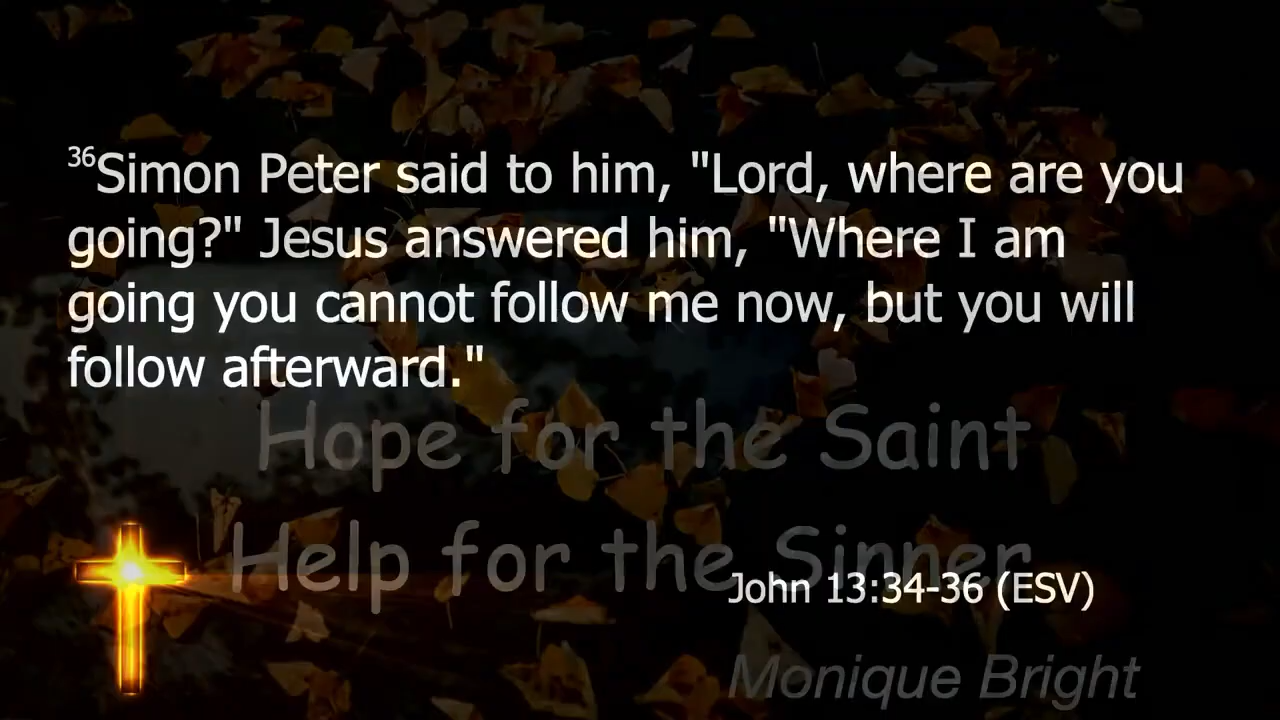 36Simon Peter said to him, "Lord, where are you
going?" Jesus answered him, "Where I am
going you cannot follow me now, but you will
follow afterward."
Hope for the Saint
Help for the Sinner
John 13:34-36 (ESV)
Monique Bright